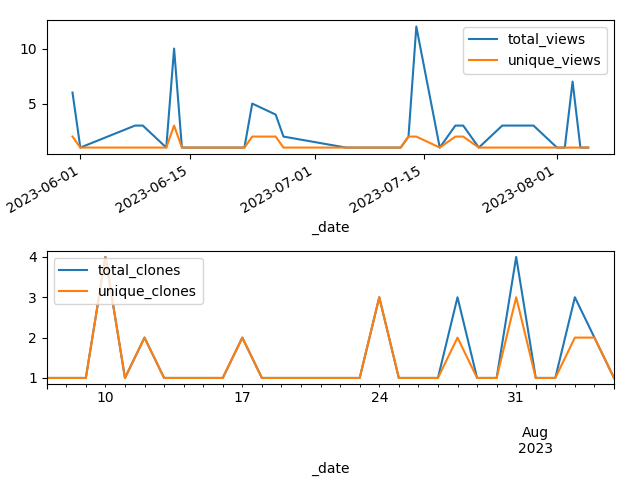 total_views
unique_views
10
5
2023-06-01
2023-06-15
2023-07-01
2023-07-15
2023-08-01
_date
total_clones
unique_clones
4
3
2
1
10
17
24
31
Aug
2023
_date